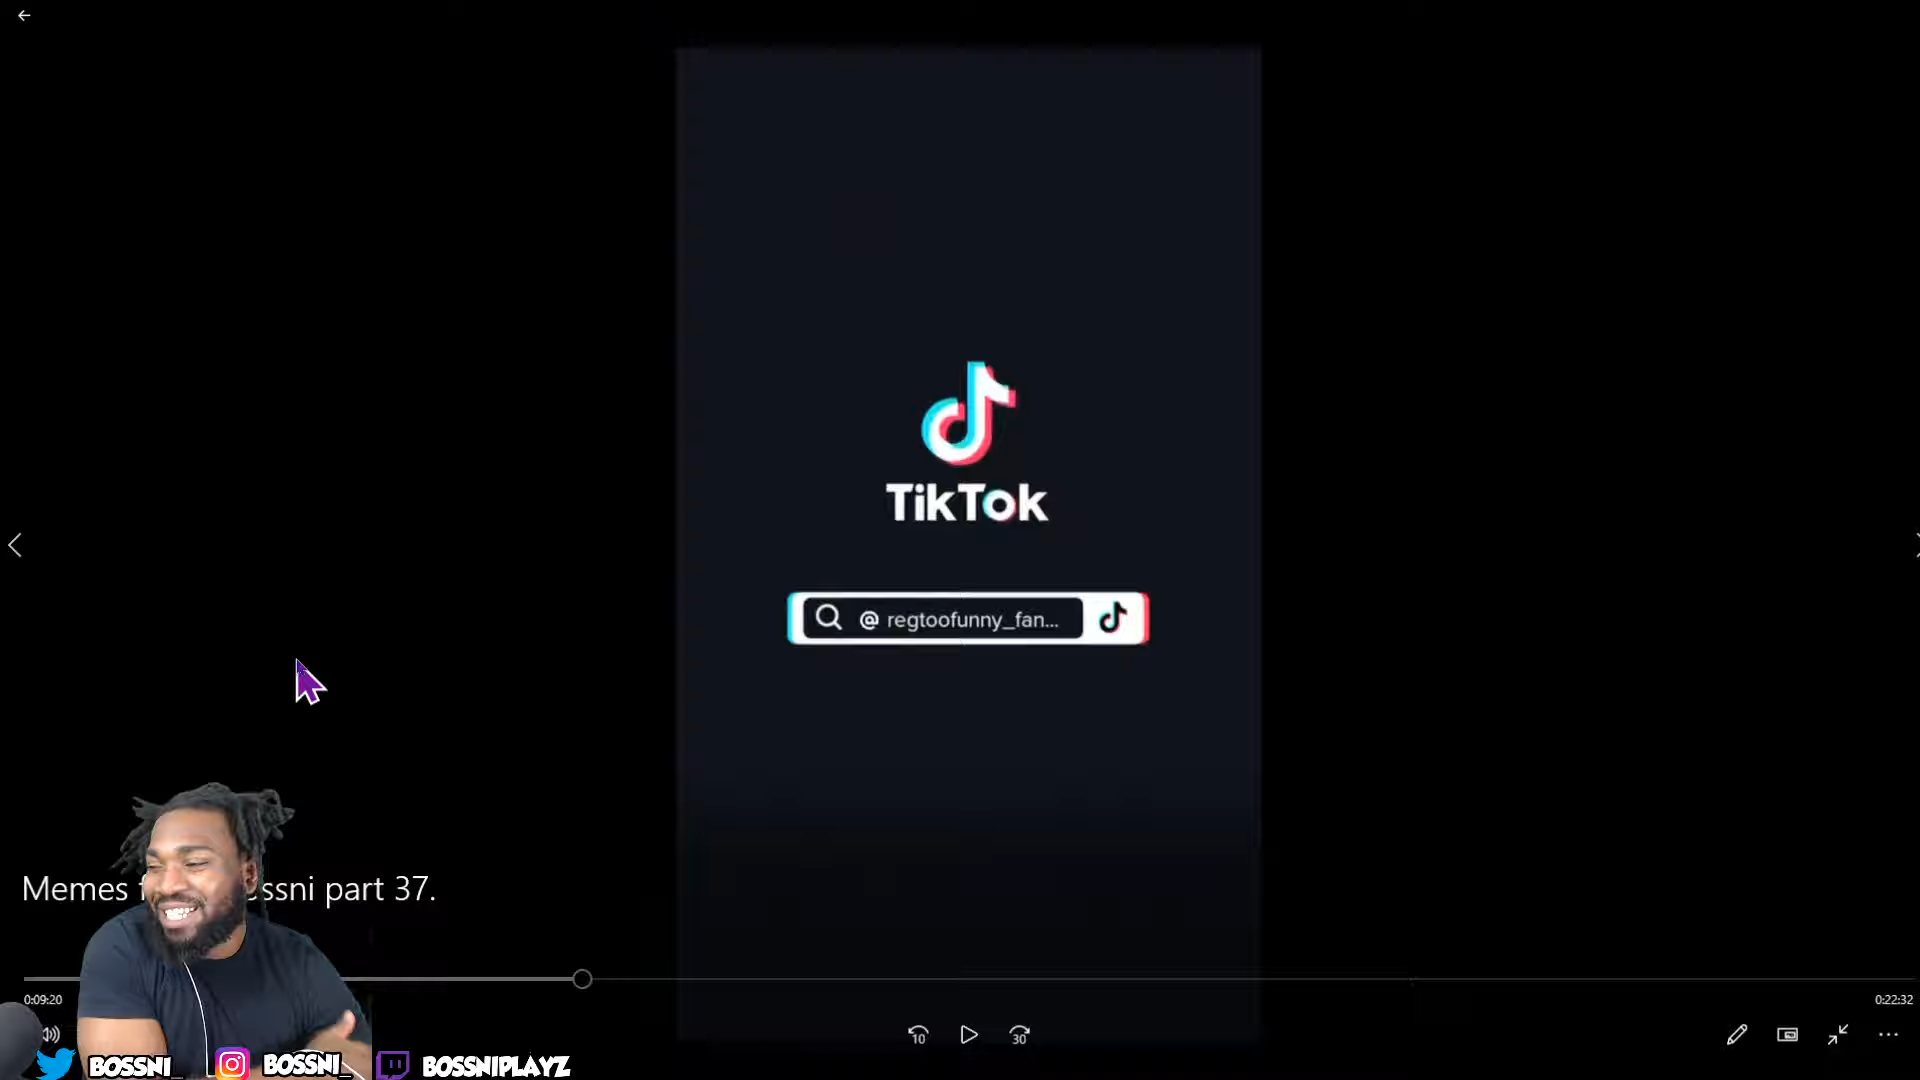 TikTok
@ regtoofunny_fan...
Memes f ssni part 37.
0:09:20
0:22:32
10
30
BOSSNI_
BOSSNI_
BOSSNIPLAYZ